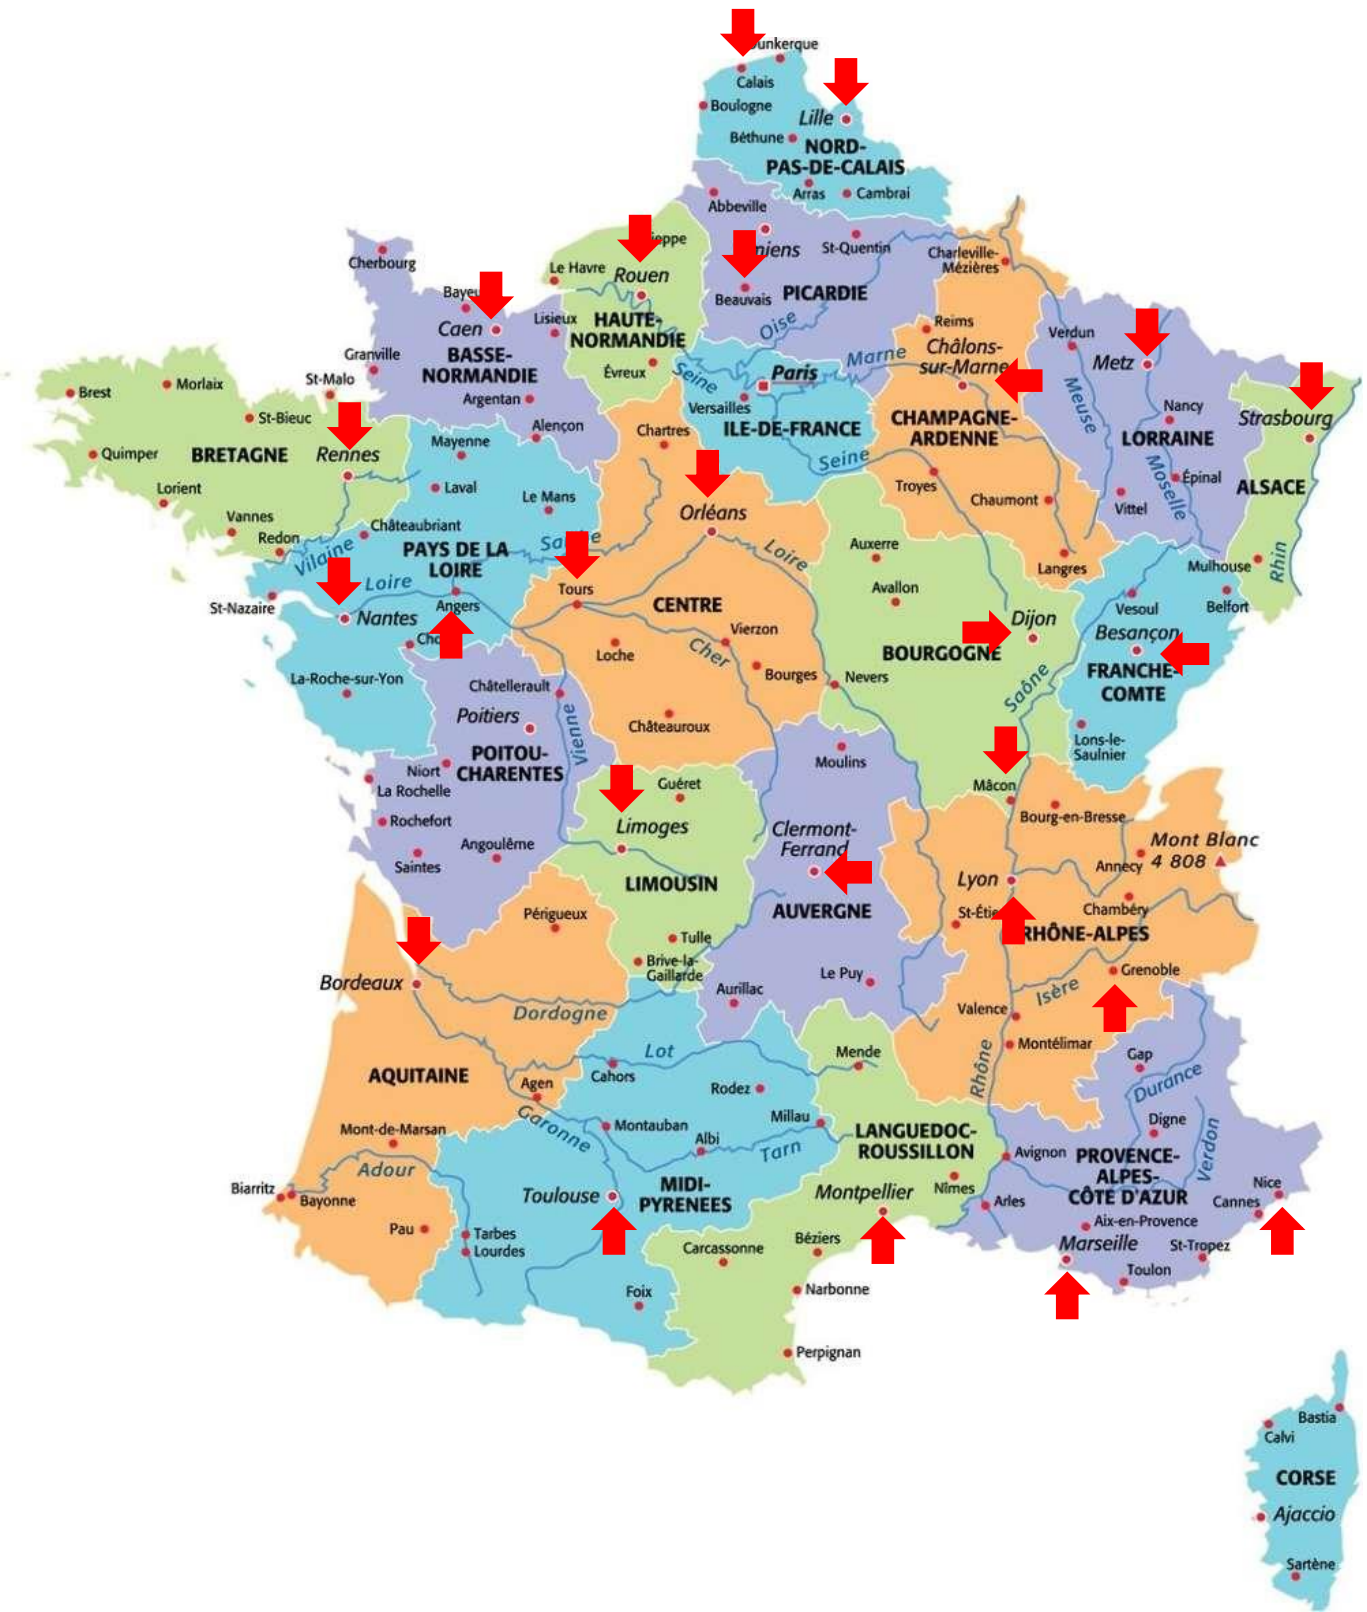 unkerque
Calais
Boulogne
Lille
Béthune
NORD-
PAS-DE-CALAIS
Arras
Cambrai
Abbeville
niens
St-Quentin
Beauvais
PICARDIE
Oise
Cherbourg
Bayeu
Caen
Lisieux
BASSE-
NORMANDIE
Granville
Argentan
Alençon
ieppe
Le Havre
Rouen
HAUTE-
NORMANDIE
Évreux
Seine
Charleville-
Mézières
Reims
Châlons-
sur-Marne
Marne
CHAMPAGNE-
ARDENNE
Troyes
Chaumont
Langres
Paris
Versailles
ILE-DE-FRANCE
Seine
Verdun
Metz
Meuse
Nancy
LORRAINE
Moselle
Épinal
Vittel
Strasbourg
ALSACE
Mulhouse
Rhin
Brest
Morlaix
St-Malo
St-Bieuc
Quimper
BRETAGNE
Rennes
Lorient
Vannes
Redon
Vilaine
Mayenne
Laval
Le Mans
Châteaubriant
PAYS DE LA
LOIRE
Sa
e
Loire
St-Nazaire
Nantes
Angers
Cho
La-Roche-sur-Yon
Chartres
Orléans
Loire
Tours
CENTRE
Vierzon
Loche
Cher
Bourges
Châteauroux
Auxerre
Avallon
Dijon
BOURGOGNE
Nevers
Saône
Mâcon
Vesoul
Belfort
Besançon
FRANCHE-
COMTE
Lons-le-
Saulnier
Châtellerault
Poitiers
Vienne
POITOU-
CHARENTES
Niort
La Rochelle
Rochefort
Saintes
Angoulême
Guéret
Limoges
LIMOUSIN
Tulle
Brive-la-
Gaillarde
Moulins
Clermont-
Ferrand
AUVERGNE
Le Puy
Aurillac
Bourg-en-Bresse
Mont Blanc
4 808
Annecy
Lyon
St-Étie
Chambéry
RHÔNE-ALPES
Grenoble
Isère
Valence
Montélimar
Rhône
Périgueux
Bordeaux
Dordogne
AQUITAINE
Agen
Garonne
Mont-de-Marsan
Adour
Biarritz
Bayonne
Pau
Lot
Cahors
Rodez
Montauban
Millau
Albi
Tarn
Toulouse
MIDI-
PYRENEES
Tarbes
Lourdes
Foix
Mende
LANGUEDOC-
ROUSSILLON
Montpellier
Nîmes
Béziers
Carcassonne
Narbonne
Perpignan
Gap
Durance
Digne
Verdon
Avignon
PROVENCE-
ALPES-
CÔTE D'AZUR
Nice
Cannes
Arles
Aix-en-Provence
Marseille
St-Tropez
Toulon
Bastia
Calvi
CORSE
Ajaccio
Sartène